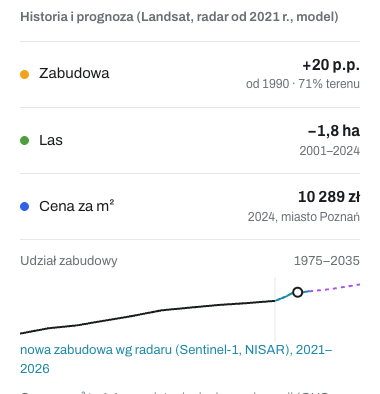 Historia i prognoza (Landsat, radar od 2021 r., model)
Zabudowa
+20 p.p.
od 1990 · 71% terenu
Las
−1,8 ha
2001–2024
Cena za m²
10 289 zł
2024, miasto Poznań
Udział zabudowy
1975–2035
nowa zabudowa wg radaru (Sentinel-1, NISAR), 2021–
2026